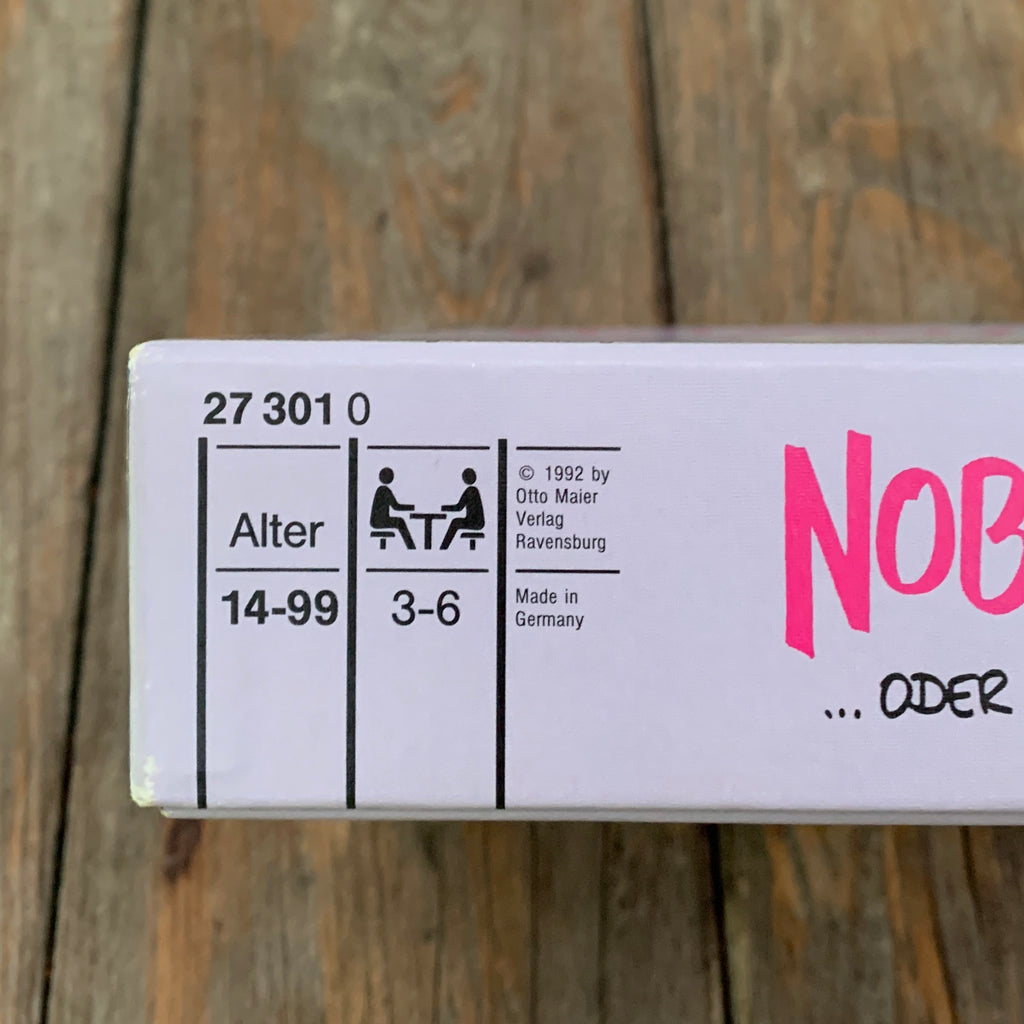 27 301 0
Alter
14-99
3-6
© 1992 by
Otto Maier
Verlag
Ravensburg
Made in
Germany
NOB
... ODER